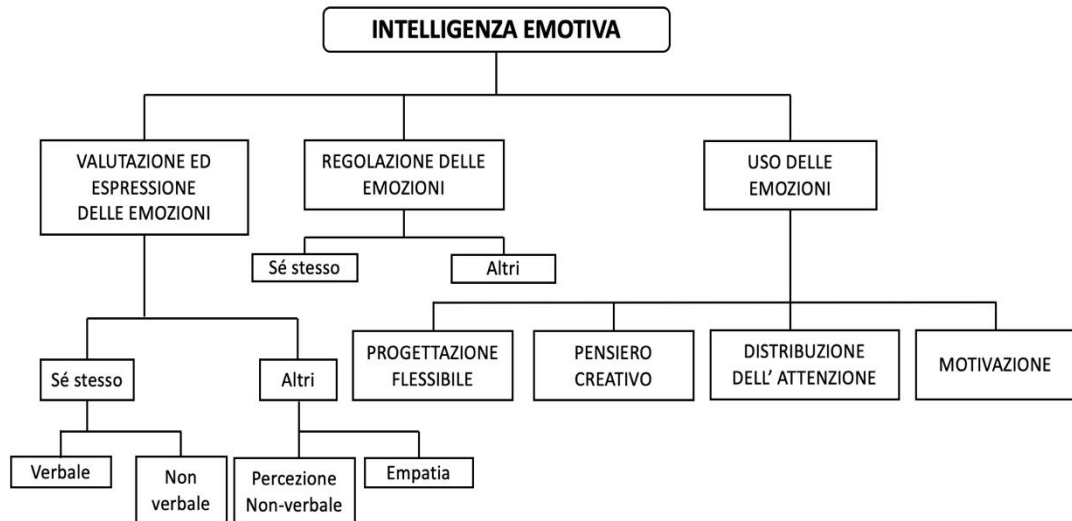 INTELLIGENZA EMOTIVA
VALUTAZIONE ED
ESPRESSIONE
DELLE EMOZIONI
REGOLAZIONE DELLE
EMOZIONI
USO DELLE
EMOZIONI
Sé stesso
Altri
PROGETTAZIONE
FLESSIBILE
PENSIERO
CREATIVO
DISTRIBUZIONE
DELL’ ATTENZIONE
MOTIVAZIONE
Sé stesso
Altri
Verbale
Non
verbale
Percezione
Non-verbale
Empatia